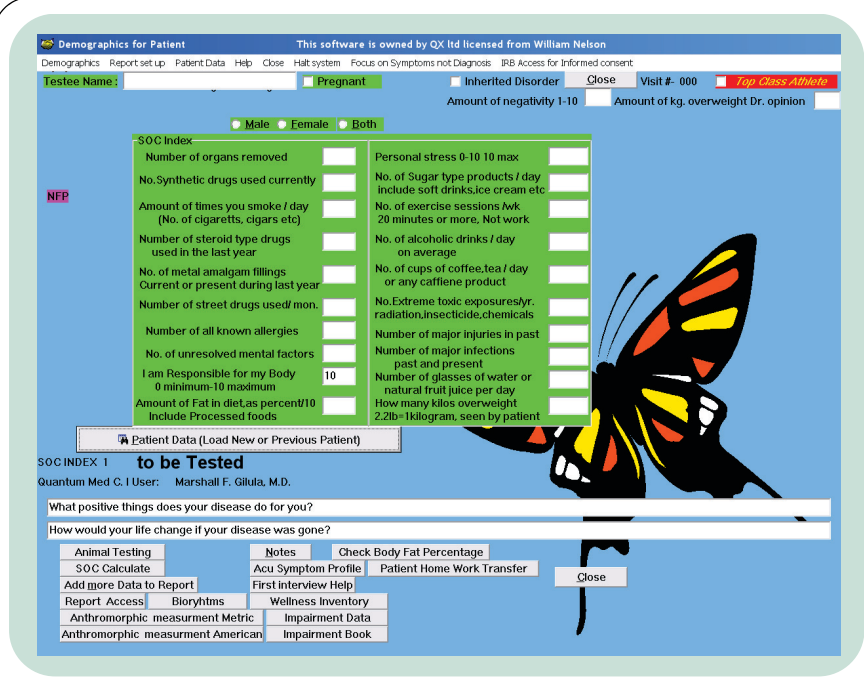 Demographics for Patient This software is owned by QX ltd licensed from William Nelson
Demographics Report set up Patient Data Help Close Halt system Focus on Symptoms not Diagnosis IRB Access for Informed consent
Testee Name: Pregnant Inherited Disorder Close Visit #- 000 Top Class Athlete
Amount of negativity 1-10 Amount of kg. overweight Dr. opinion
Male Female Both
SOC Index
Number of organs removed
No.Synthetic drugs used currently
Amount of times you smoke / day
(No. of cigaretts, cigars etc)
Number of steroid type drugs
used in the last year
No. of metal amalgam fillings
Current or present during last year
Number of street drugs used/ mon.
Number of all known allergies
No. of unresolved mental factors
I am Responsible for my Body 10
0 minimum-10 maximum
Amount of Fat in diet,as percent/10
Include Processed foods
Personal stress 0-10 10 max
No. of Sugar type products / day
include soft drinks,ice cream etc
No. of exercise sessions /wk
20 minutes or more, Not work
No. of alcoholic drinks / day
on average
No. of cups of coffee,tea / day
or any caffiene product
No.Extreme toxic exposures/yr.
radiation,insecticide,chemicals
Number of major injuries in past
Number of major infections
past and present
Number of glasses of water or
natural fruit juice per day
How many kilos overweight
2.2lb=1kilogram, seen by patient
NFP
Patient Data (Load New or Previous Patient)
SOC INDEX 1 to be Tested
Quantum Med C. I User: Marshall F. Gilula, M.D.
What positive things does your disease do for you?
How would your life change if your disease was gone?
Animal Testing Notes Check Body Fat Percentage
SOC Calculate Acu Symptom Profile Patient Home Work Transfer
Close
Add more Data to Report First interview Help
Report Access Bioryhtms Wellness Inventory
Anthromorphic measurment Metric Impairment Data
Anthromorphic measurment American Impairment Book